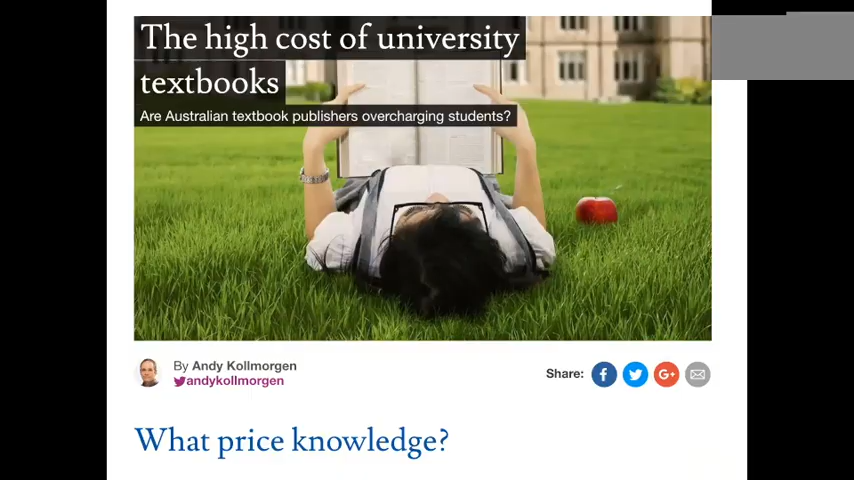 The high cost of university
textbooks
Are Australian textbook publishers overcharging students?
By Andy Kollmorgen
andykollmorgen
Share:
G+
What price knowledge?